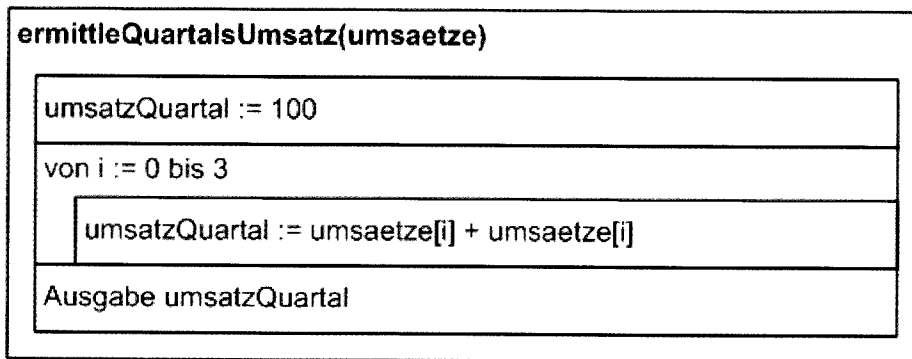 ermittleQuartalsUmsatz(umsaetze)
umsatzQuartal := 100
von i := 0 bis 3
umsatzQuartal := umsaetze[i] + umsaetze[i]
Ausgabe umsatzQuartal